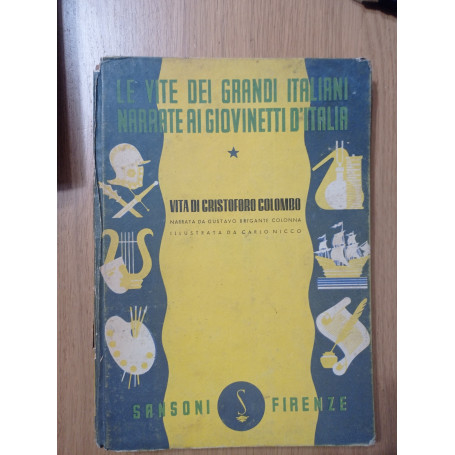 LE VITE DEI GRANDI ITALIANI
NARRATE AI GIOVINETTI D'ITALIA
VITA DI CRISTOFORO COLOMBO
NARRATA DA GUSTAVO BRIGANTE COLONNA
ILLUSTRATA DA CARLO NICCO
SANSONI S FIRENZE